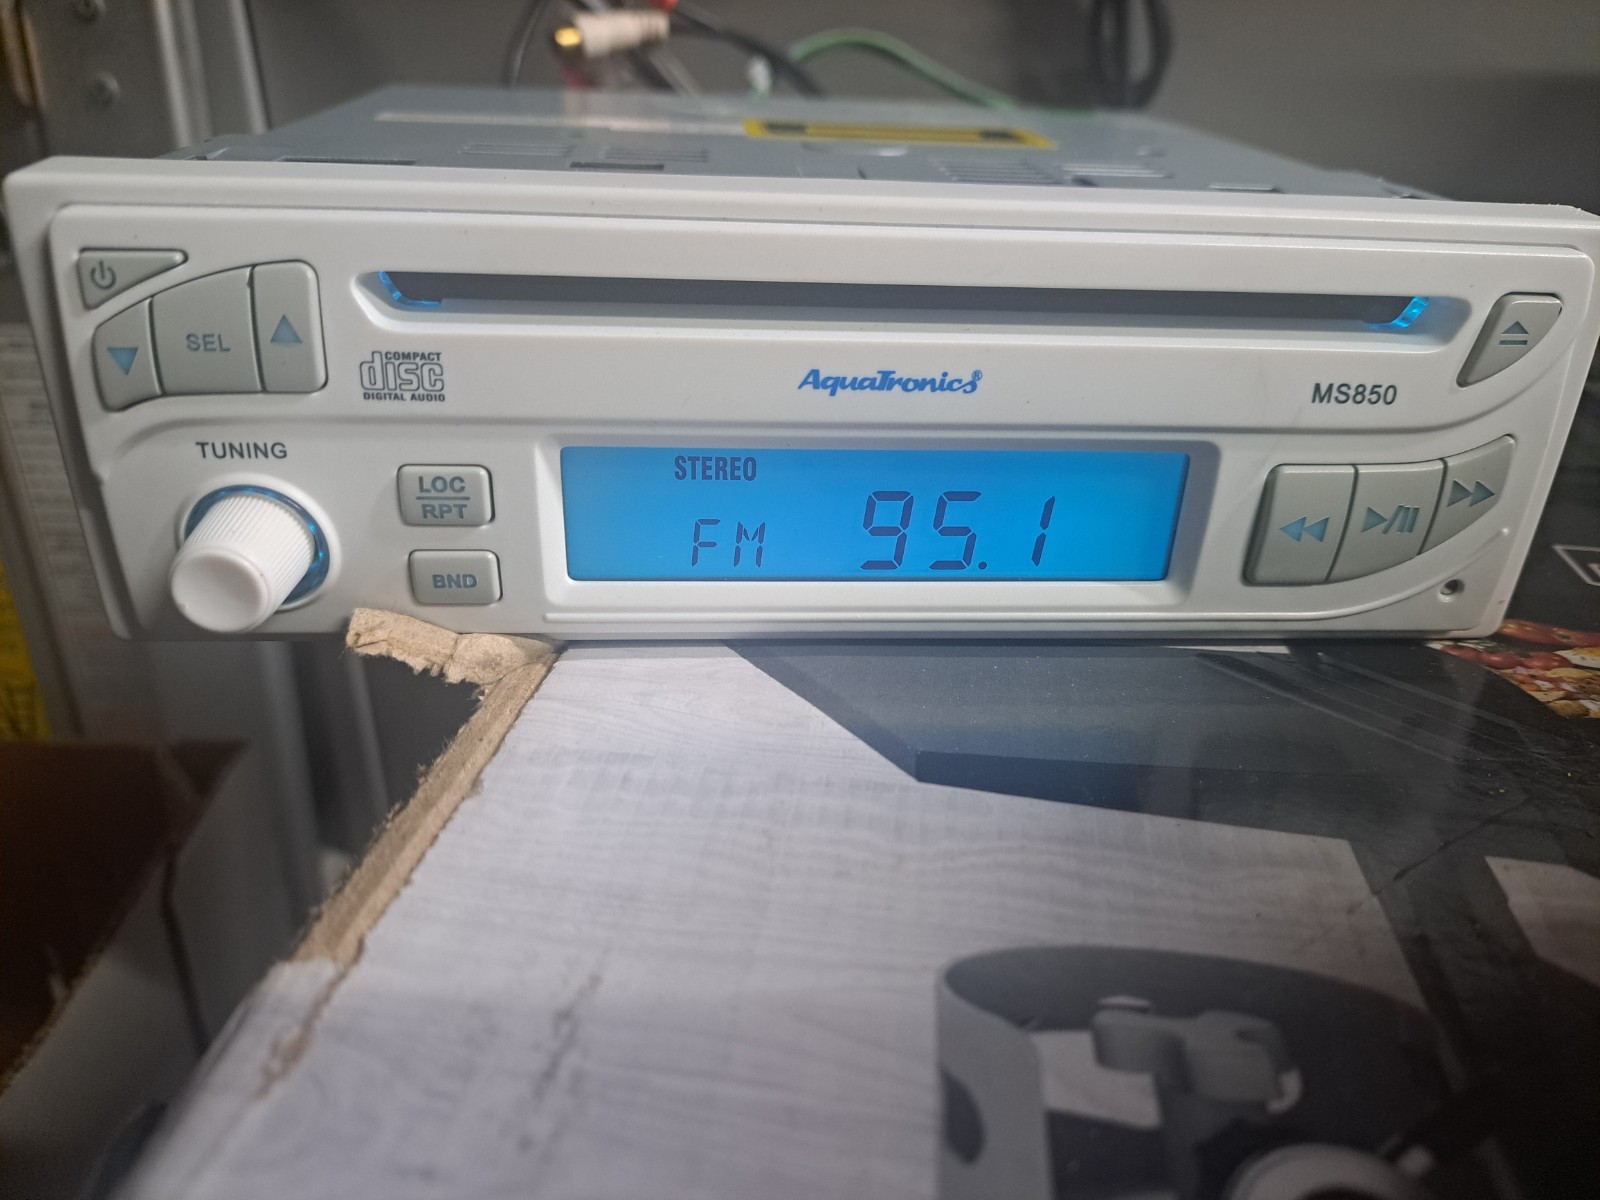 SEL
COMPACT
disc
DIGITAL AUDIO
AquaTronics®
MS850
TUNING
LOC
RPT
BND
STEREO
FM 95.1